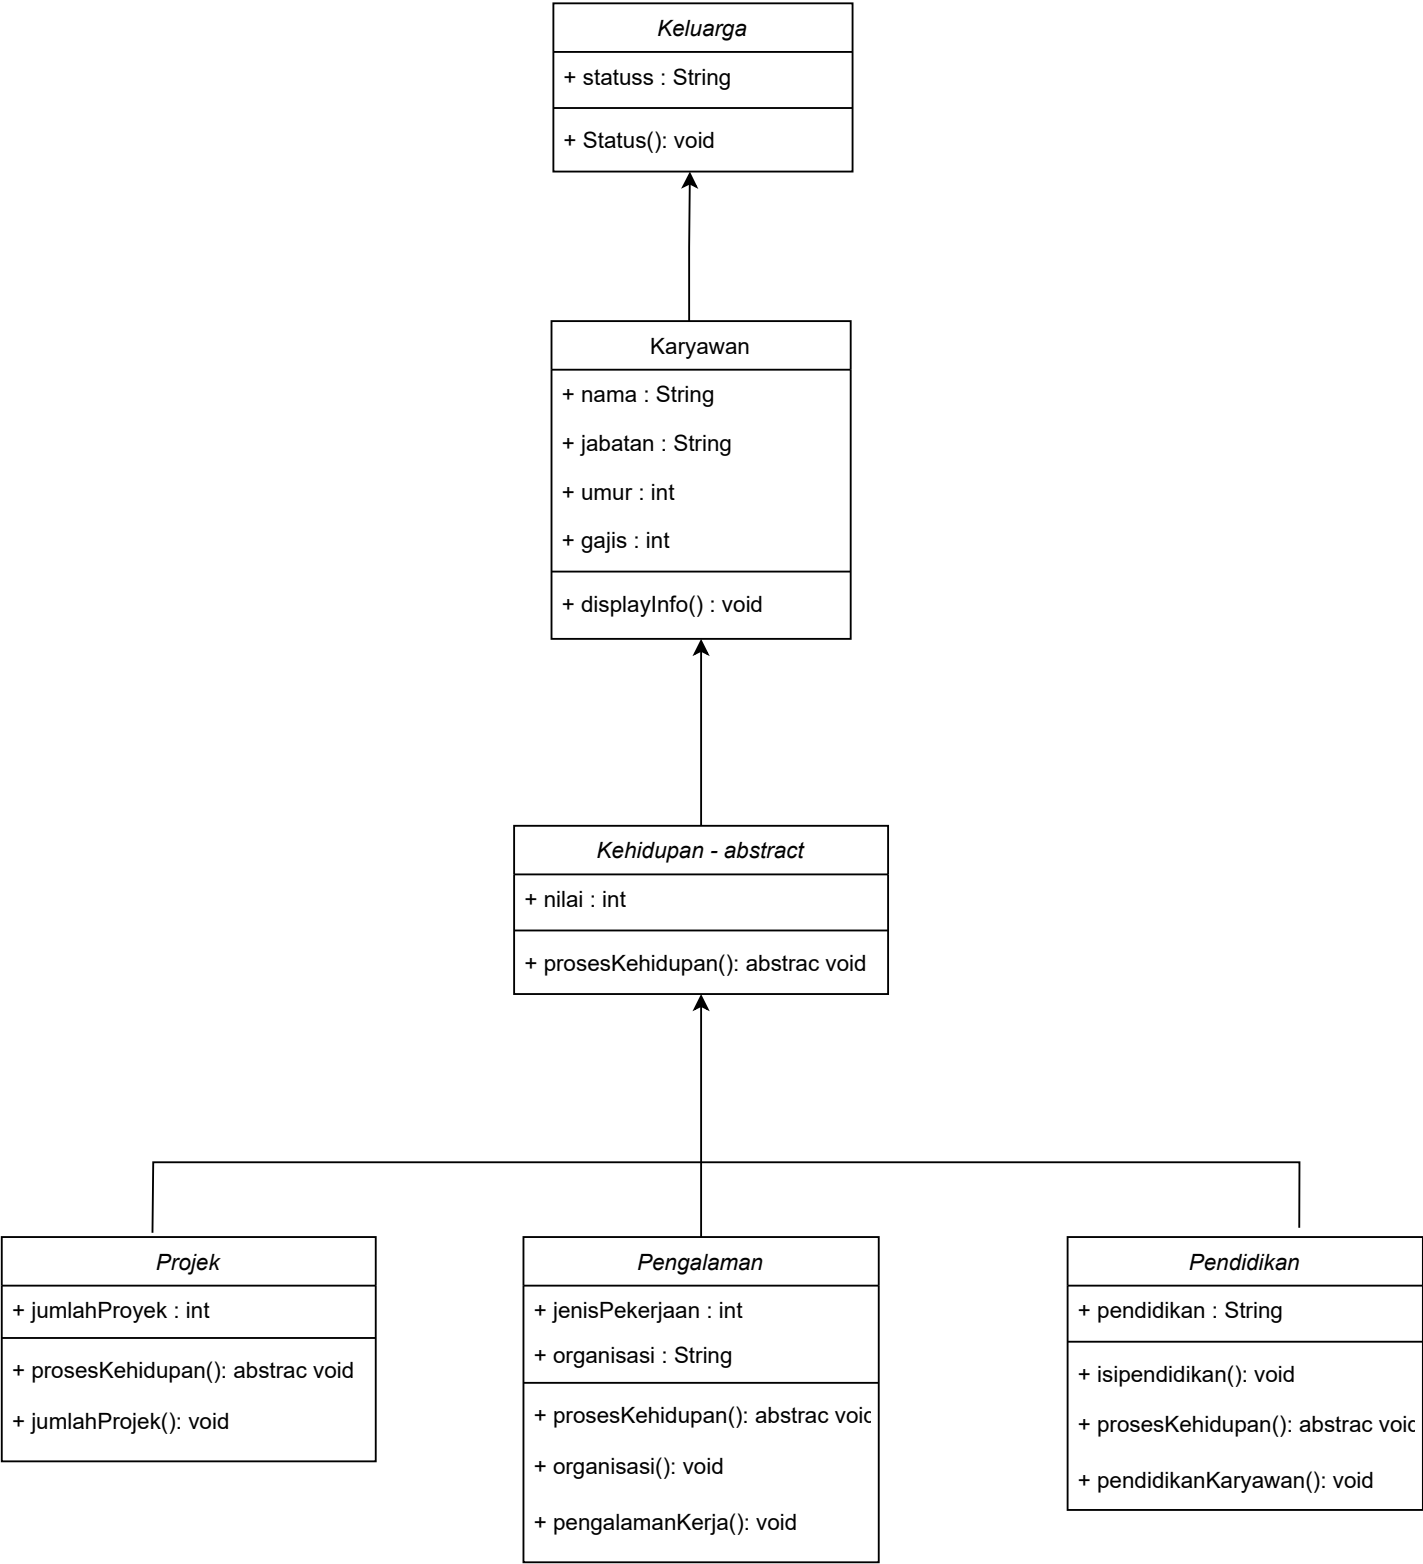 Keluarga
+ statuss : String
+ Status(): void
Karyawan
+ nama : String
+ jabatan : String
+ umur : int
+ gajis : int
+ displayInfo() : void
Kehidupan - abstract
+ nilai : int
+ prosesKehidupan(): abstrac void
Projek
+ jumlahProyek : int
+ prosesKehidupan(): abstrac void
+ jumlahProjek(): void
Pengalaman
+ jenisPekerjaan : int
+ organisasi : String
+ prosesKehidupan(): abstrac void
+ organisasi(): void
+ pengalamanKerja(): void
Pendidikan
+ pendidikan : String
+ isipendidikan(): void
+ prosesKehidupan(): abstrac void
+ pendidikanKaryawan(): void